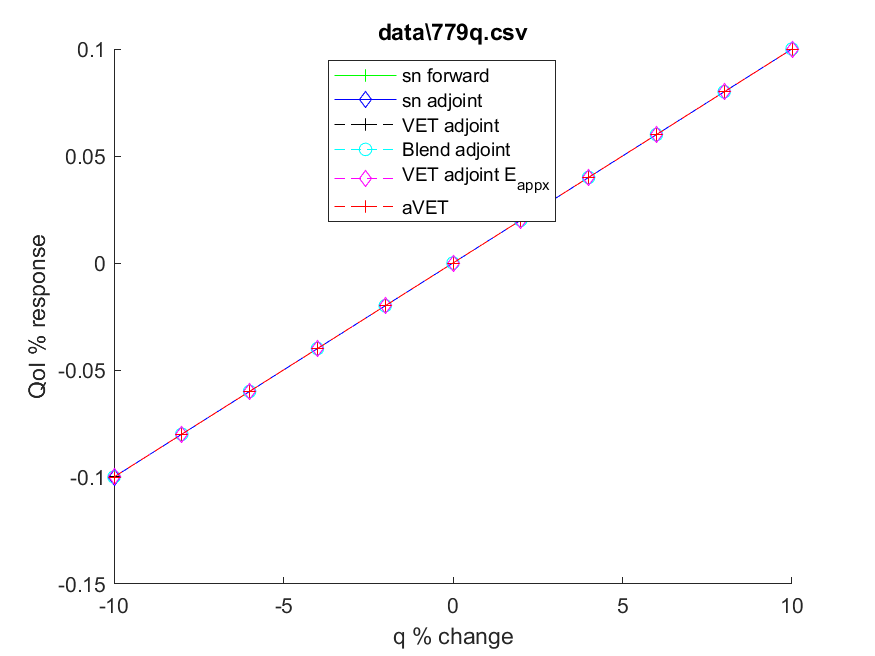 data\779q.csv
sn forward
sn adjoint
VET adjoint
Blend adjoint
VET adjoint E appx
aVET
0.1
0.05
0
-0.05
-0.1
-0.15
QoI % response
-10
-5
0
5
10
q % change